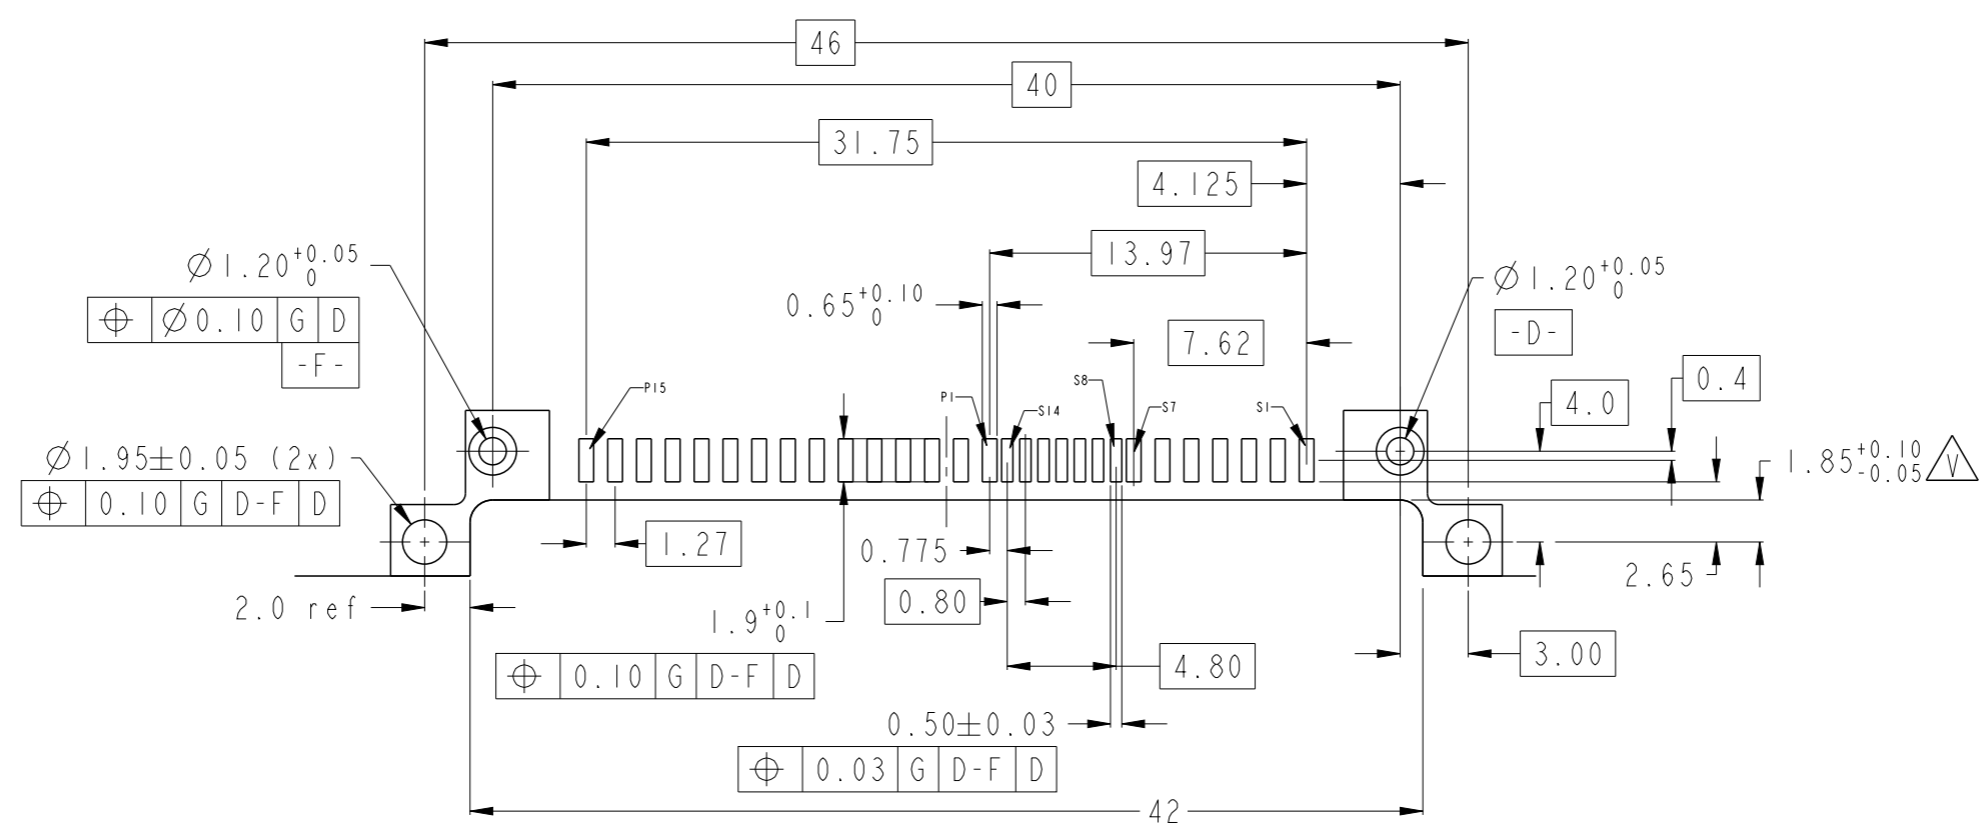 46
40
31.75
4.125
13.97
Ø1.20 +0.05 0
⌖ Ø0.10 G D
-F-
0.65 +0.10 0
7.62
Ø1.20 +0.05 0
-D-
0.4
4.0
P15
P1
S14
S8
S7
S1
Ø1.95±0.05 (2x)
⌖ 0.10 G D-F D
1.85 +0.10 -0.05 V
1.27
0.775
2.65
0.80
2.0 ref
1.9 +0.1 0
⌖ 0.10 G D-F D
4.80
3.00
0.50±0.03
⌖ 0.03 G D-F D
42